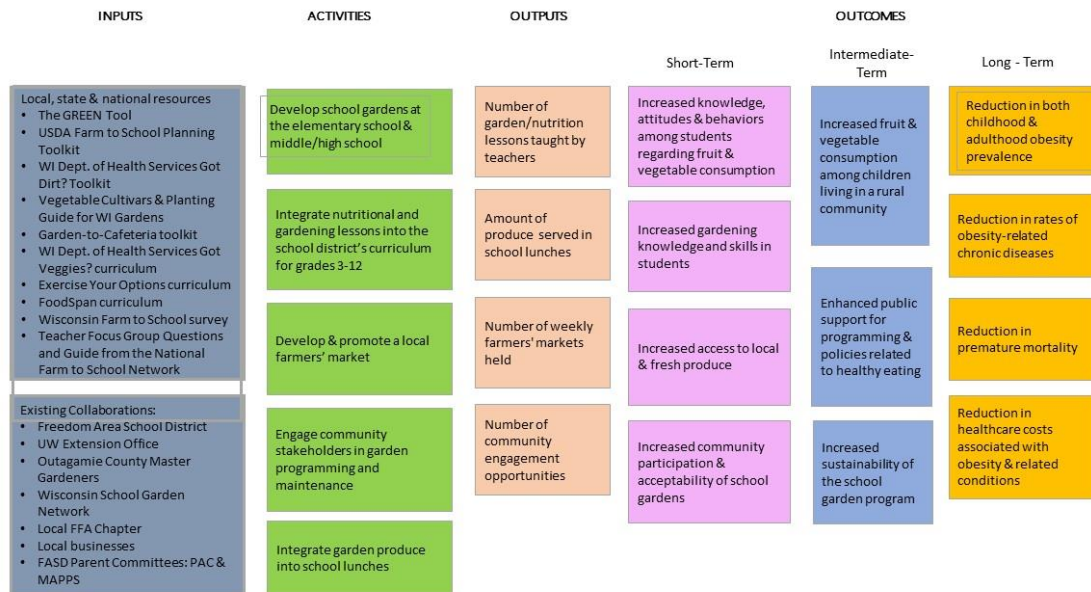 INPUTS
ACTIVITIES
OUTPUTS
OUTCOMES
Short-Term
Intermediate-
Term
Long - Term
Local, state & national resources
• The GREEN Tool
• USDA Farm to School Planning
Toolkit
• WI Dept. of Health Services Got
Dirt? Toolkit
• Vegetable Cultivars & Planting
Guide for WI Gardens
• Garden-to-Cafeteria toolkit
• WI Dept. of Health Services Got
Veggies? curriculum
• Exercise Your Options curriculum
• FoodSpan curriculum
• Wisconsin Farm to School survey
• Teacher Focus Group Questions
and Guide from the National
Farm to School Network
Existing Collaborations:
• Freedom Area School District
• UW Extension Office
• Outagamie County Master
Gardeners
• Wisconsin School Garden
Network
• Local FFA Chapter
• Local businesses
• FASD Parent Committees: PAC &
MAPPS
Develop school gardens at
the elementary school &
middle/high school
Integrate nutritional and
gardening lessons into the
school district's curriculum
for grades 3-12
Develop & promote a local
farmers' market
Engage community
stakeholders in garden
programming and
maintenance
Integrate garden produce
into school lunches
Number of
garden/nutrition
lessons taught by
teachers
Amount of
produce served in
school lunches
Number of weekly
farmers' markets
held
Number of
community
engagement
opportunities
Increased knowledge,
attitudes & behaviors
among students
regarding fruit &
vegetable consumption
Increased gardening
knowledge and skills in
students
Increased access to local
& fresh produce
Increased community
participation &
acceptability of school
gardens
Increased fruit &
vegetable
consumption
among children
living in a rural
community
Enhanced public
support for
programming &
policies related
to healthy eating
Increased
sustainability of
the school
garden program
Reduction in both
childhood &
adulthood obesity
prevalence
Reduction in rates of
obesity-related
chronic diseases
Reduction in
premature mortality
Reduction in
healthcare costs
associated with
obesity & related
conditions